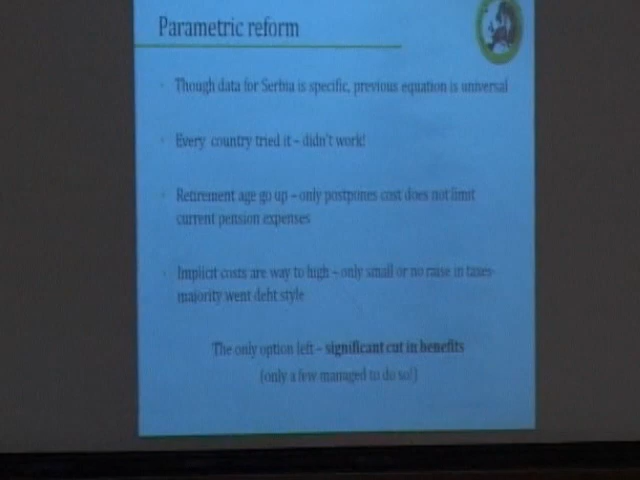 Parametric reform
Though data for Serbia is specific, previous equation is universal
Every country tried it – didn't work!
Retirement age go up – only postpones cost does not limit
current pension expenses
Implicit costs are way to high – only small or no raise in taxes-
majority went debt style
The only option left – significant cut in benefits
(only a few managed to do so!)